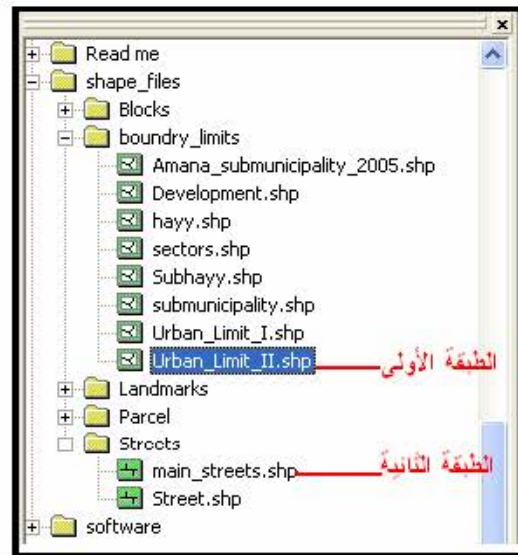 Read me
shape_files
Blocks
boundry_limits
Amana_submunicipality_2005.shp
Development.shp
hayy.shp
sectors.shp
Subhayy.shp
submunicipality.shp
Urban_Limit_I.shp
Urban_Limit_II.shp الطبقة الأولى
Landmarks
Parcel
Streets
main_streets.shp الطبقة الثانية
Street.shp
software